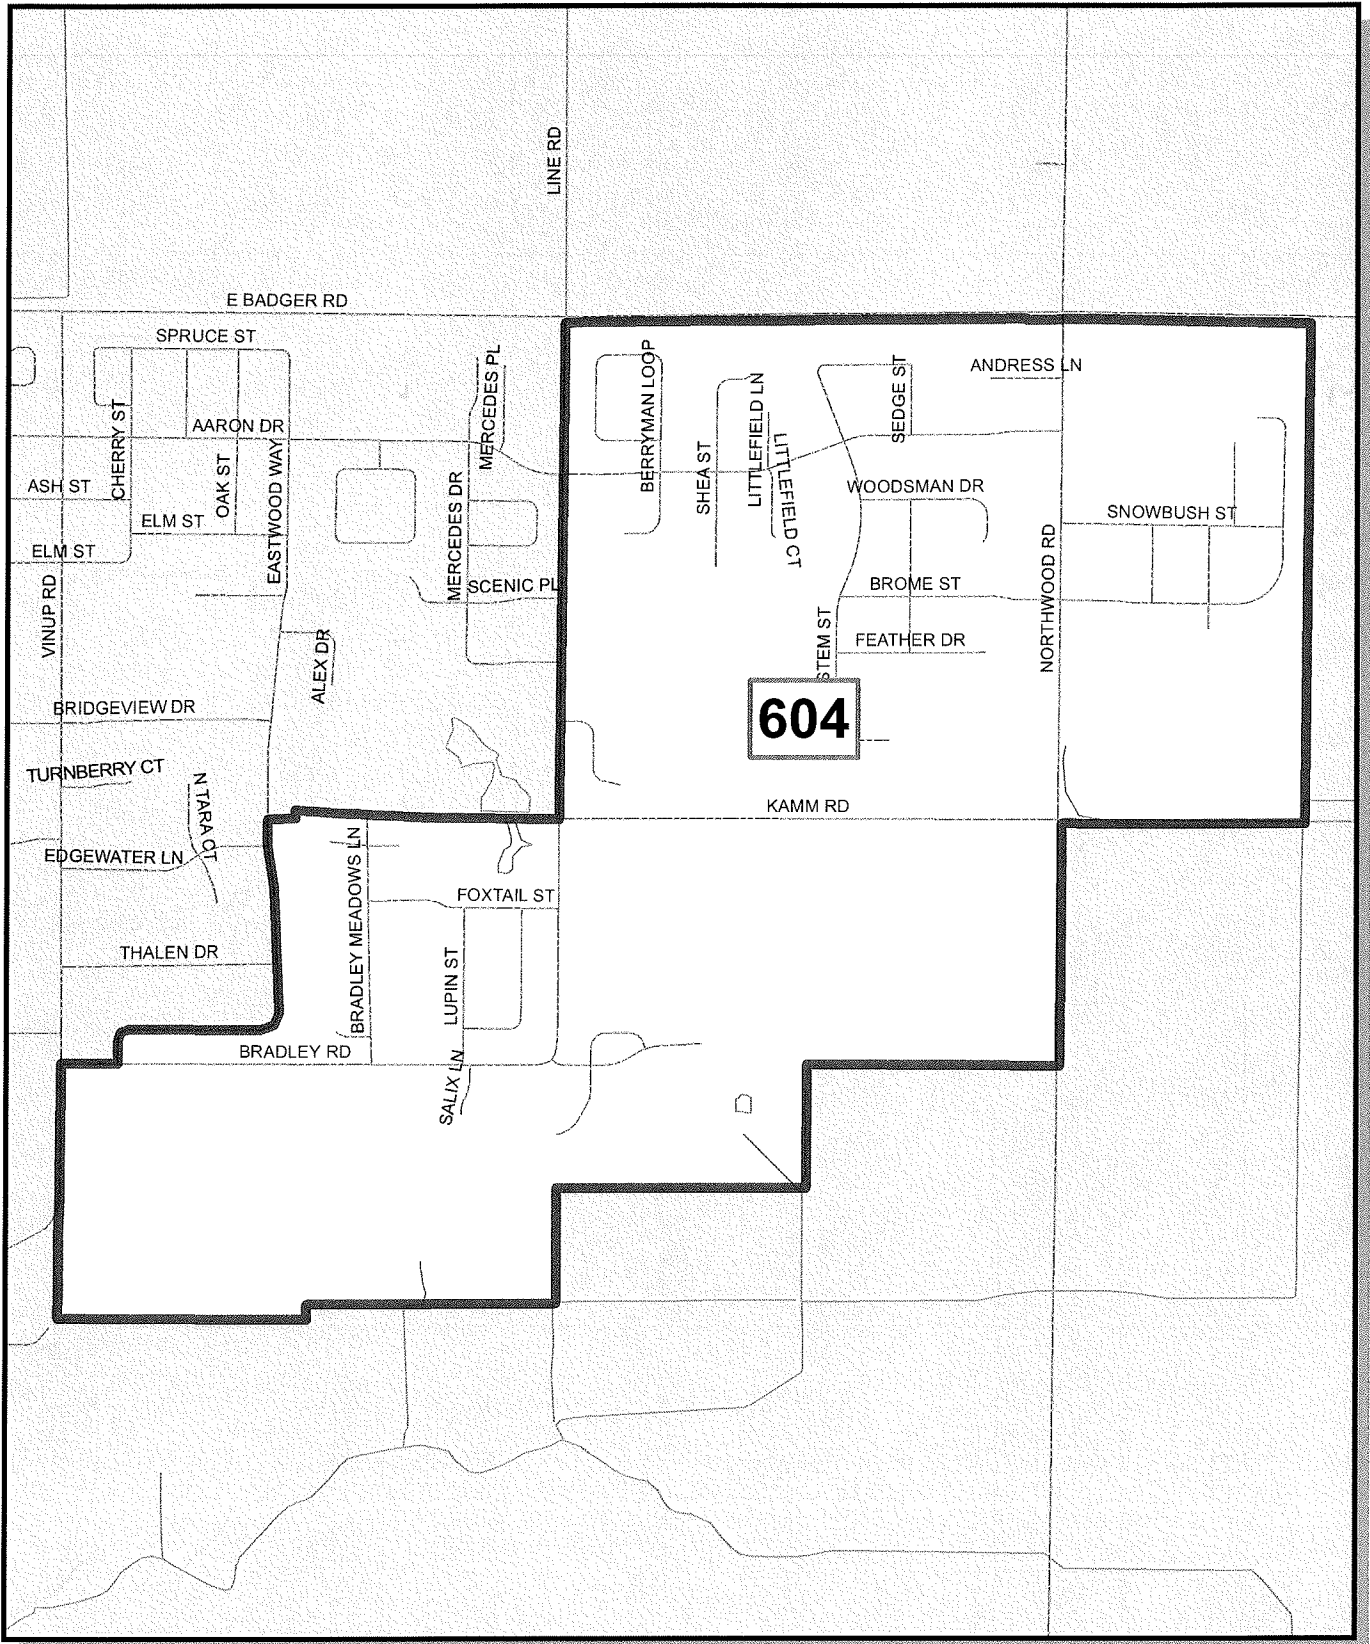 LINE RD
E BADGER RD
SPRUCE ST
MERCEDES PL
BERRYMAN LOOP
SEDGE ST
ANDRESS LN
CHERRY ST
AARON DR
SHEA ST
LITTLEFIELD LN
LITTLEFIELD CT
ASH ST
OAK ST
EASTWOOD WAY
MERCEDES DR
WOODSMAN DR
ELM ST
SNOWBUSH ST
ELM ST
VINUP RD
SCENIC PL
BROME ST
NORTHWOOD RD
ALEX DR
STEM ST
FEATHER DR
BRIDGEVIEW DR
604
TURNBERRY CT
N TARA CT
KAMM RD
EDGEWATER LN
BRADLEY MEADOWS LN
FOXTAIL ST
THALEN DR
LUPIN ST
BRADLEY RD
SALIX LN